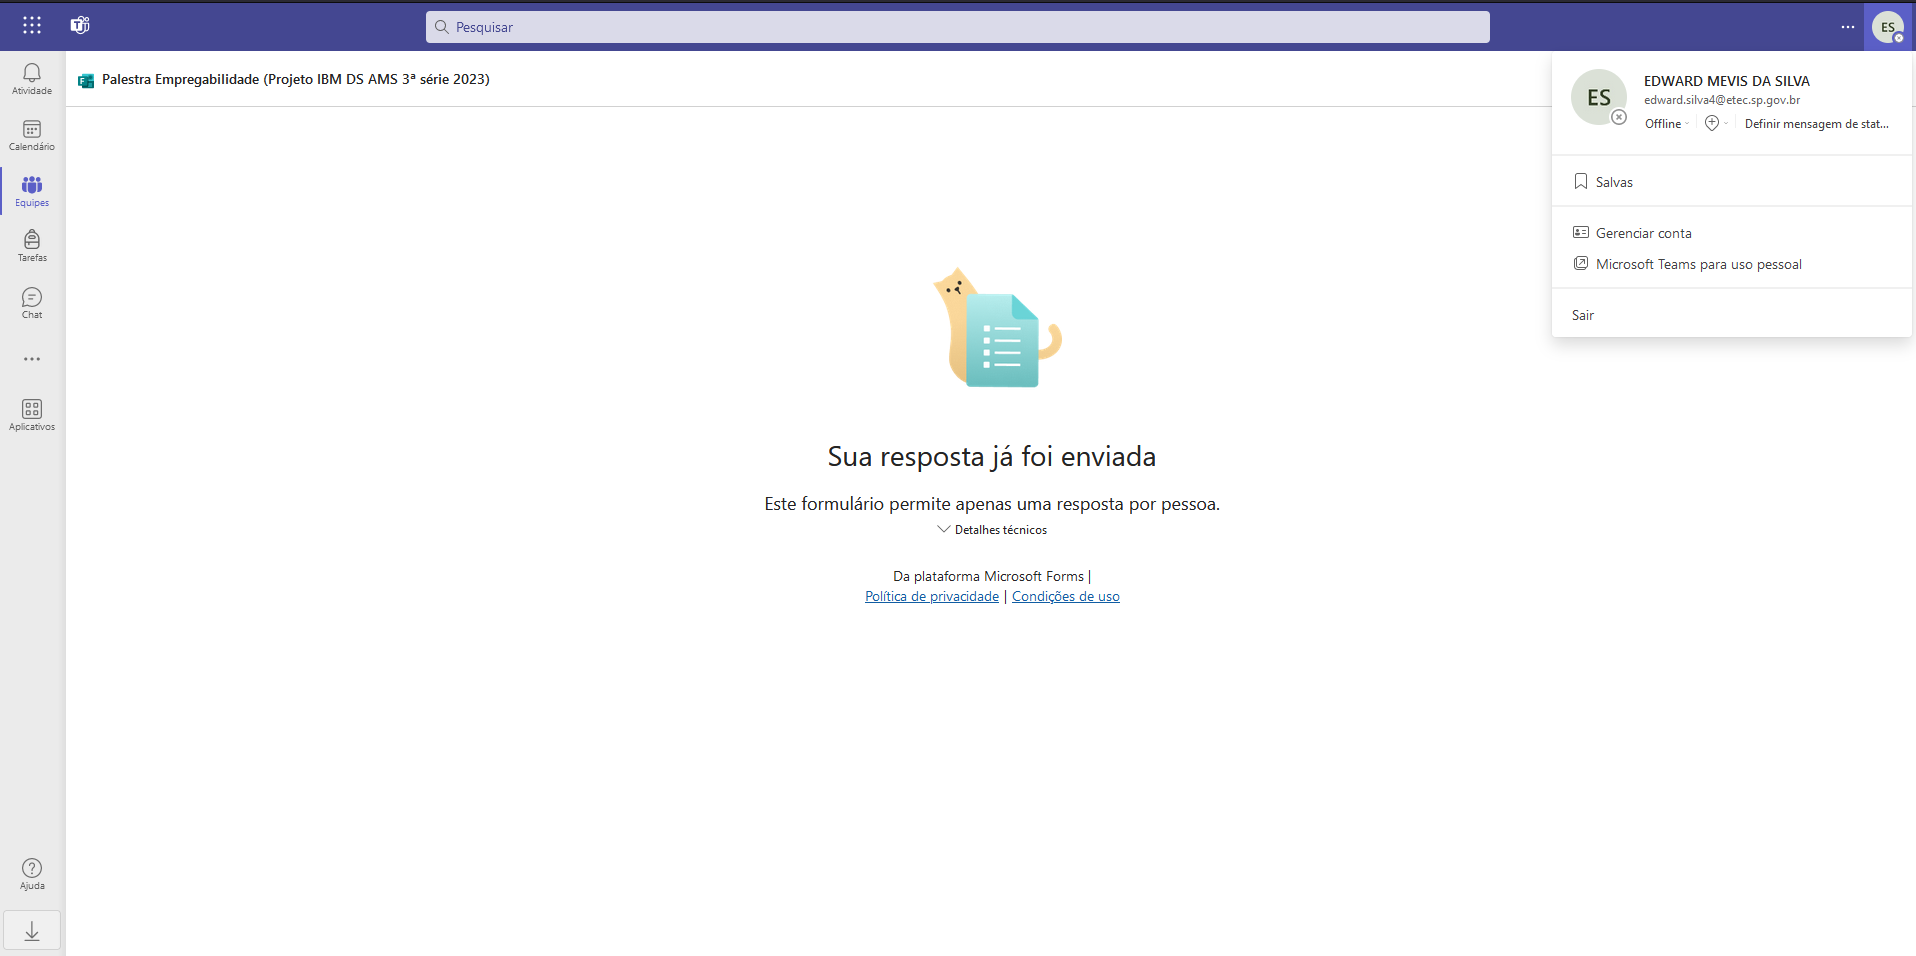 Pesquisar
ES
Palestra Empregabilidade (Projeto IBM DS AMS 3ª série 2023)
Atividade
Calendário
Equipes
Tarefas
Chat
Aplicativos
Ajuda
ES
EDWARD MEVIS DA SILVA
edward.silva4@etec.sp.gov.br
Offline Definir mensagem de stat...
Salvas
Gerenciar conta
Microsoft Teams para uso pessoal
Sair
Sua resposta já foi enviada
Este formulário permite apenas uma resposta por pessoa.
Detalhes técnicos
Da plataforma Microsoft Forms |
Política de privacidade | Condições de uso